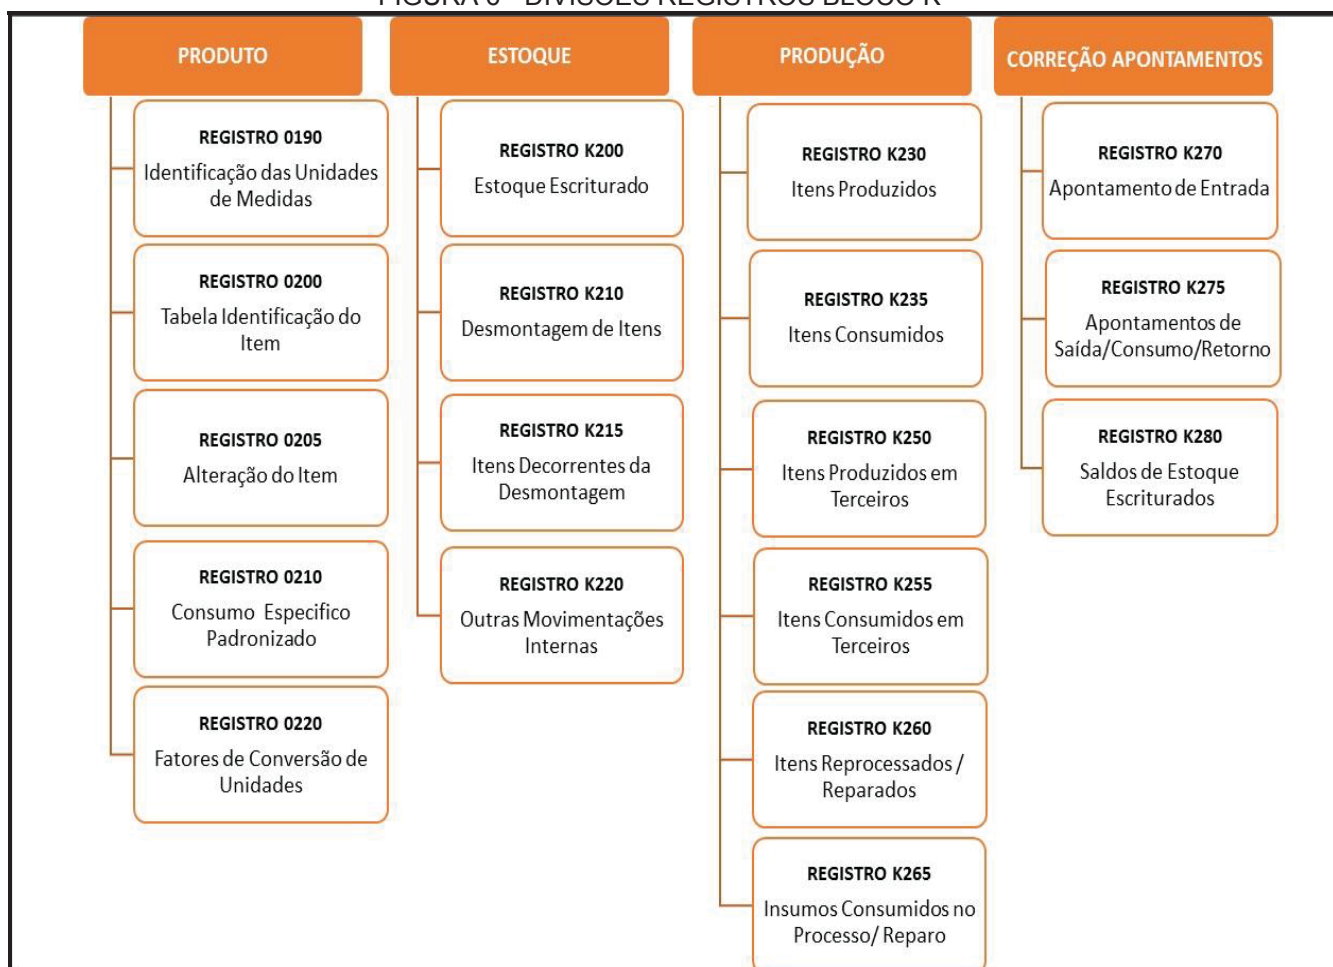 FIGURA 6 - DIVISÕES REGISTROS BLOCO K
PRODUTO
REGISTRO 0190
Identificação das Unidades
de Medidas
REGISTRO 0200
Tabela Identificação do
Item
REGISTRO 0205
Alteração do Item
REGISTRO 0210
Consumo Especifico
Padronizado
REGISTRO 0220
Fatores de Conversão de
Unidades
ESTOQUE
REGISTRO K200
Estoque Escriturado
REGISTRO K210
Desmontagem de Itens
REGISTRO K215
Itens Decorrentes da
Desmontagem
REGISTRO K220
Outras Movimentações
Internas
PRODUÇÃO
REGISTRO K230
Itens Produzidos
REGISTRO K235
Itens Consumidos
REGISTRO K250
Itens Produzidos em
Terceiros
REGISTRO K255
Itens Consumidos em
Terceiros
REGISTRO K260
Itens Reprocessados /
Reparados
REGISTRO K265
Insumos Consumidos no
Processo/ Reparo
CORREÇÃO APONTAMENTOS
REGISTRO K270
Apontamento de Entrada
REGISTRO K275
Apontamentos de
Saída/Consumo/Retorno
REGISTRO K280
Saldos de Estoque
Escriturados